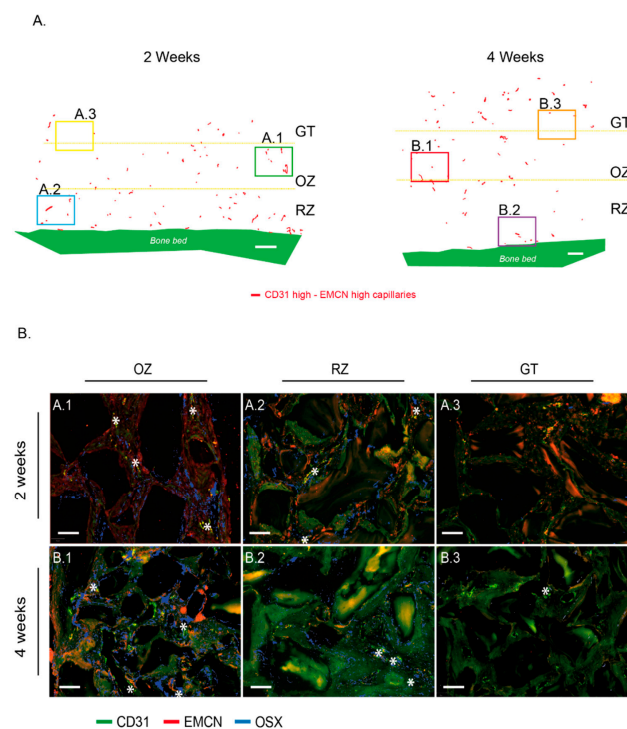 A.
2 Weeks
4 Weeks
A.3
GT
A.1
OZ
A.2
RZ
Bone bed
B.3
GT
B.1
OZ
B.2
RZ
Bone bed
CD31 high - EMCN high capillaries
B.
OZ
RZ
GT
2 weeks
A.1
A.2
A.3
*
*
*
*
*
*
*
4 weeks
B.1
B.2
B.3
*
*
*
*
*
*
*
*
CD31
EMCN
OSX